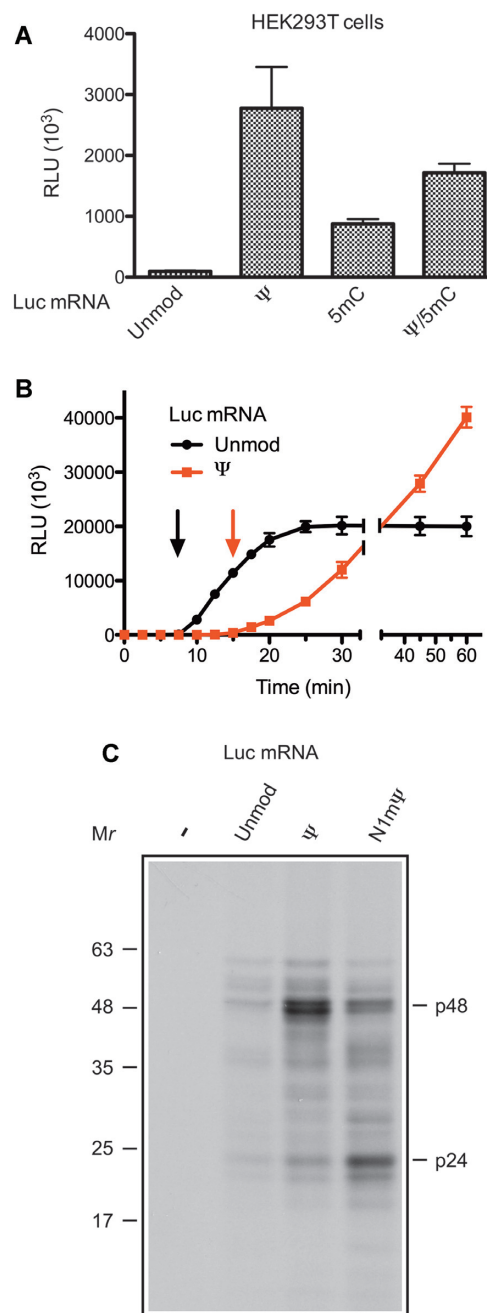 A
HEK293T cells
RLU (10³)
4000
3000
2000
1000
0
Luc mRNA
Unmod
Ψ
5mC
Ψ/5mC
B
RLU (10³)
40000
30000
20000
10000
0
Luc mRNA
Unmod
Ψ
0 10 20 30 40 50 60
Time (min)
C
Luc mRNA
Mr
-
Unmod
Ψ
N1mΨ
63
48
35
25
17
p48
p24